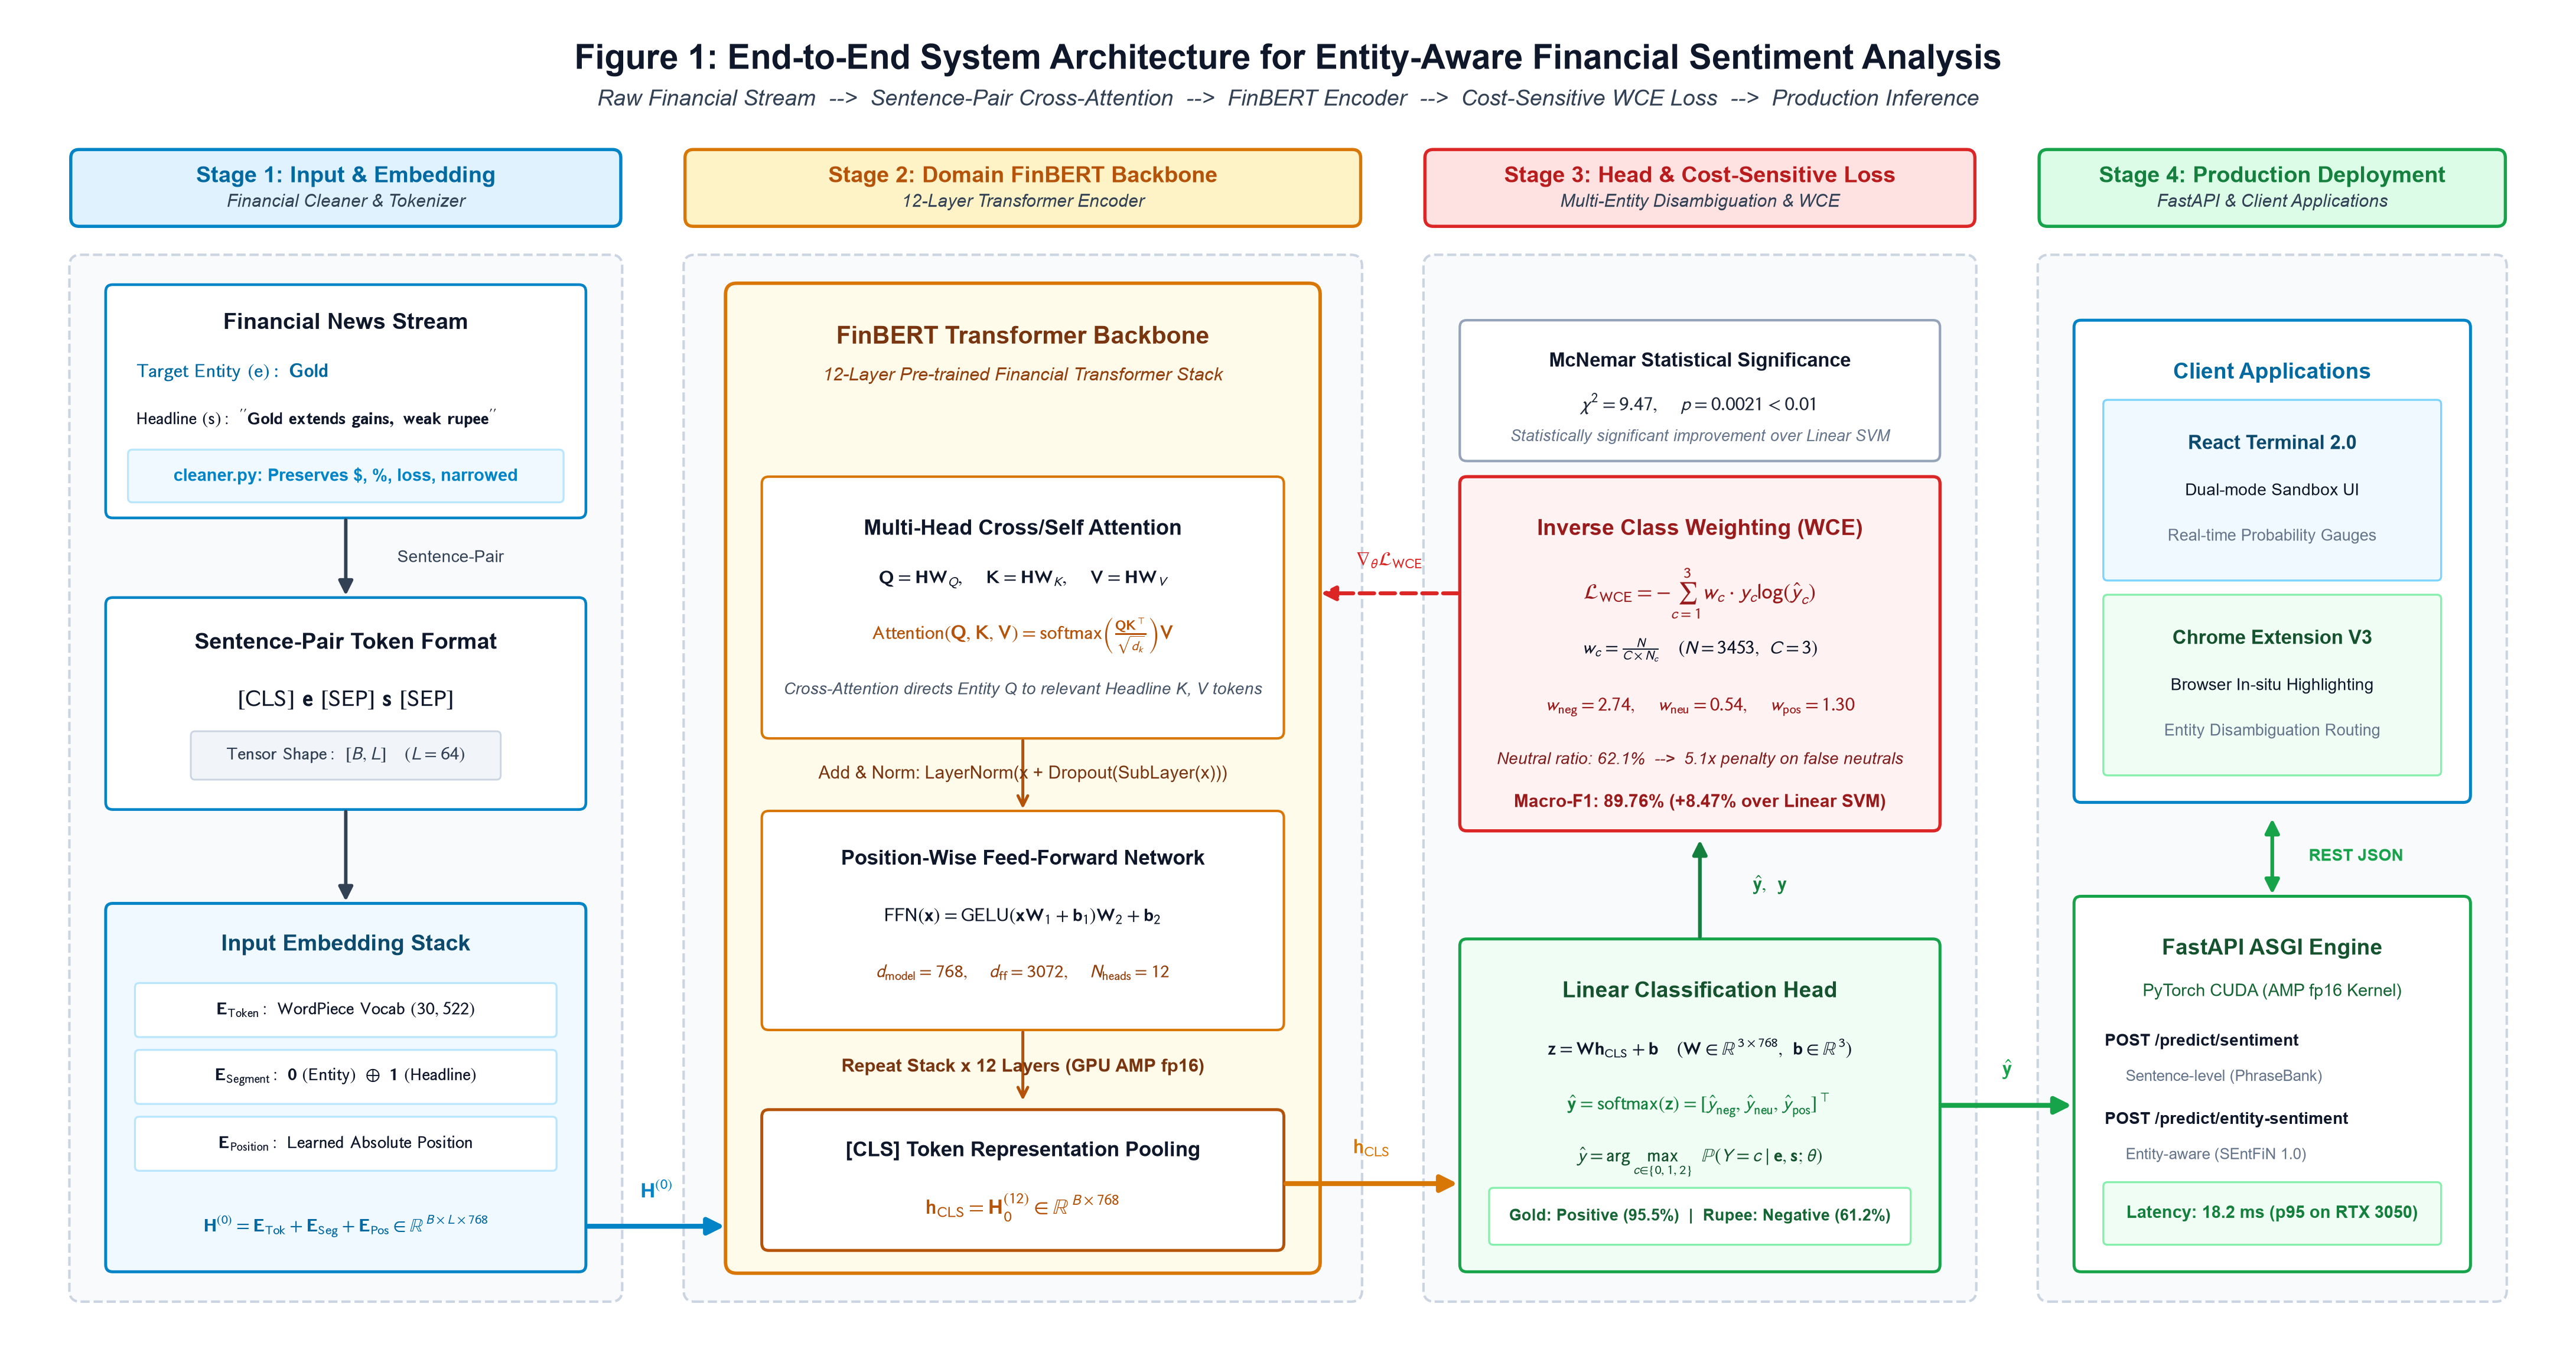 Figure 1: End-to-End System Architecture for Entity-Aware Financial Sentiment Analysis
Raw Financial Stream --> Sentence-Pair Cross-Attention --> FinBERT Encoder --> Cost-Sensitive WCE Loss --> Production Inference
Stage 1: Input & Embedding
Financial Cleaner & Tokenizer
Financial News Stream
Target Entity (e) : Gold
Headline (s) : "Gold extends gains, weak rupee"
cleaner.py: Preserves $, %, loss, narrowed
Sentence-Pair
Sentence-Pair Token Format
[CLS] e [SEP] s [SEP]
Tensor Shape : [B, L] (L = 64)
Input Embedding Stack
E_Token : WordPiece Vocab (30, 522)
E_Segment : 0 (Entity) ⊕ 1 (Headline)
E_Position : Learned Absolute Position
H^(0) = E_Tok + E_Seg + E_Pos ∈ ℝ^(B×L×768)
H^(0)
Stage 2: Domain FinBERT Backbone
12-Layer Transformer Encoder
FinBERT Transformer Backbone
12-Layer Pre-trained Financial Transformer Stack
Multi-Head Cross/Self Attention
Q = HW_Q, K = HW_K, V = HW_V
Attention(Q, K, V) = softmax(QK^⊤ / √d_k) V
Cross-Attention directs Entity Q to relevant Headline K, V tokens
Add & Norm: LayerNorm(x + Dropout(SubLayer(x)))
Position-Wise Feed-Forward Network
FFN(x) = GELU(xW_1 + b_1)W_2 + b_2
d_model = 768, d_ff = 3072, N_heads = 12
Repeat Stack x 12 Layers (GPU AMP fp16)
[CLS] Token Representation Pooling
h_CLS = H_0^(12) ∈ ℝ^(B×768)
h_CLS
∇_θ ℒ_WCE
Stage 3: Head & Cost-Sensitive Loss
Multi-Entity Disambiguation & WCE
McNemar Statistical Significance
χ² = 9.47, p = 0.0021 < 0.01
Statistically significant improvement over Linear SVM
Inverse Class Weighting (WCE)
ℒ_WCE = − ∑_{c=1}^{3} w_c · y_c log(ŷ_c)
w_c = N / (C × N_c) (N = 3453, C = 3)
w_neg = 2.74, w_neu = 0.54, w_pos = 1.30
Neutral ratio: 62.1% --> 5.1x penalty on false neutrals
Macro-F1: 89.76% (+8.47% over Linear SVM)
ŷ, y
Linear Classification Head
z = Wh_CLS + b (W ∈ ℝ^(3×768), b ∈ ℝ^3)
ŷ = softmax(z) = [ŷ_neg, ŷ_neu, ŷ_pos]^⊤
ŷ = arg max_{c∈{0, 1, 2}} ℙ(Y = c | e, s; θ)
Gold: Positive (95.5%) | Rupee: Negative (61.2%)
ŷ
Stage 4: Production Deployment
FastAPI & Client Applications
Client Applications
React Terminal 2.0
Dual-mode Sandbox UI
Real-time Probability Gauges
Chrome Extension V3
Browser In-situ Highlighting
Entity Disambiguation Routing
REST JSON
FastAPI ASGI Engine
PyTorch CUDA (AMP fp16 Kernel)
POST /predict/sentiment
Sentence-level (PhraseBank)
POST /predict/entity-sentiment
Entity-aware (SEntFiN 1.0)
Latency: 18.2 ms (p95 on RTX 3050)